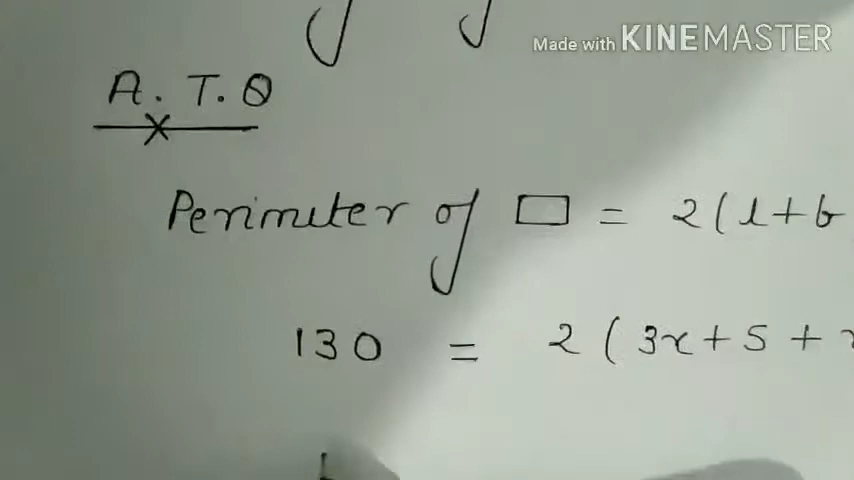 Made with KINEMASTER
A. T. Q
Perimeter of □ = 2(l+b
130 = 2 ( 3x + 5 +